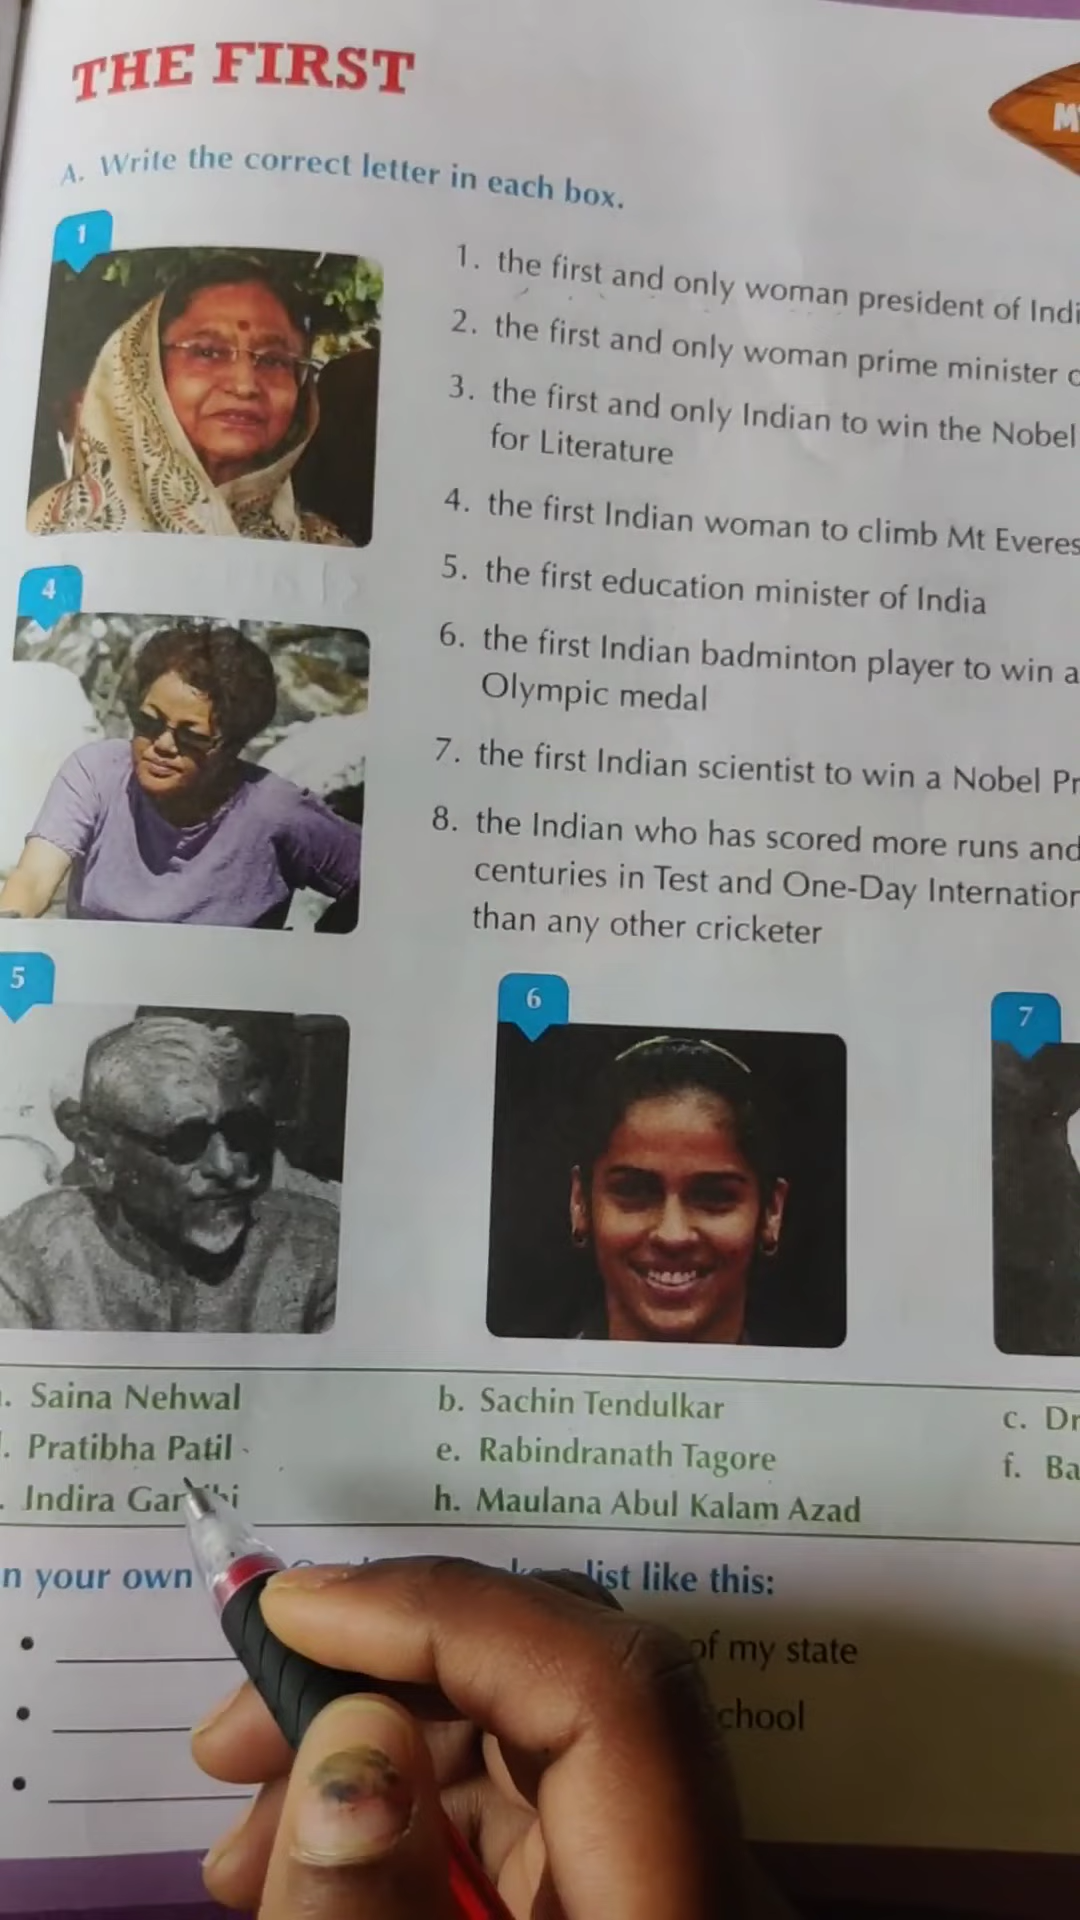 THE FIRST
M
A. Write the correct letter in each box.
1
1. the first and only woman president of Indi
2. the first and only woman prime minister o
3. the first and only Indian to win the Nobel
for Literature
4. the first Indian woman to climb Mt Everes
4
5. the first education minister of India
6. the first Indian badminton player to win a
Olympic medal
7. the first Indian scientist to win a Nobel Pr
8. the Indian who has scored more runs and
centuries in Test and One-Day Internation
than any other cricketer
5
6
7
. Saina Nehwal b. Sachin Tendulkar c. Dr
. Pratibha Patil e. Rabindranath Tagore f. Ba
. Indira h. Maulana Abul Kalam Azad
n your own list like this:
of my state
chool